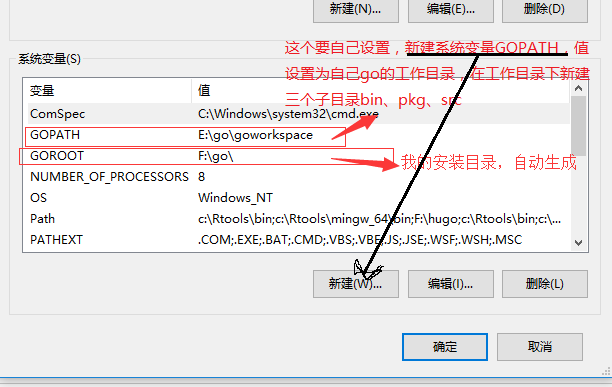 新建(N)... 编辑(E)... 删除(D)
这个要自己设置，新建系统变量GOPATH，值
系统变量(S)
设置为自己go的工作目录，在工作目录下新建
三个子目录bin、pkg、src
变量 值
ComSpec C:\Windows\system32\cmd.exe
GOPATH E:\go\goworkspace
GOROOT F:\go\
我的安装目录，自动生成
NUMBER_OF_PROCESSORS 8
OS Windows_NT
Path c:\Rtools\bin;c:\Rtools\mingw_64\bin;F:\hugo;c:\Rtools\bin;c:\...
PATHEXT .COM;.EXE;.BAT;.CMD;.VBS;.VBE;.JS;.JSE;.WSF;.WSH;.MSC
新建(W)... 编辑(I)... 删除(L)
确定 取消